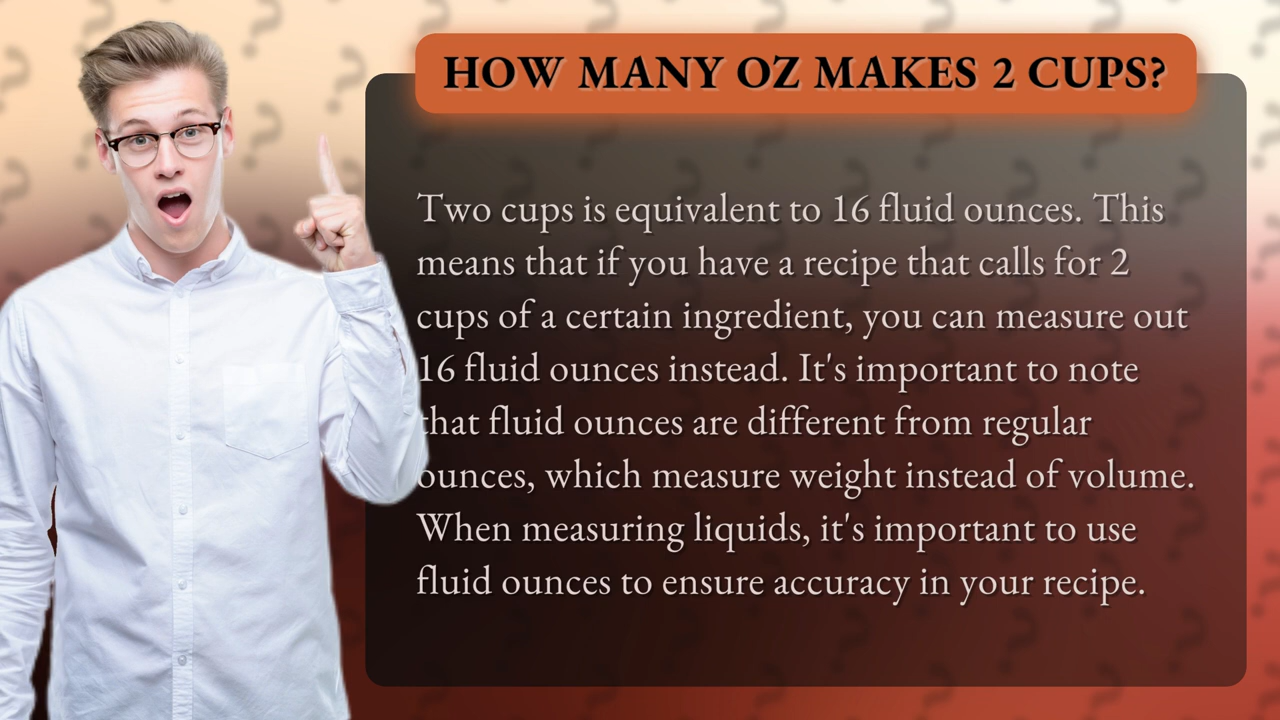 HOW MANY OZ MAKES 2 CUPS?
Two cups is equivalent to 16 fluid ounces. This
means that if you have a recipe that calls for 2
cups of a certain ingredient, you can measure out
16 fluid ounces instead. It's important to note
that fluid ounces are different from regular
ounces, which measure weight instead of volume.
When measuring liquids, it's important to use
fluid ounces to ensure accuracy in your recipe.